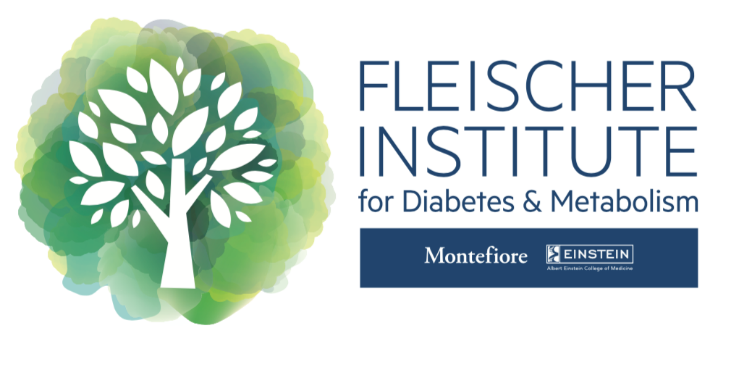 FLEISCHER
INSTITUTE
for Diabetes & Metabolism
Montefiore
EINSTEIN
Albert Einstein College of Medicine